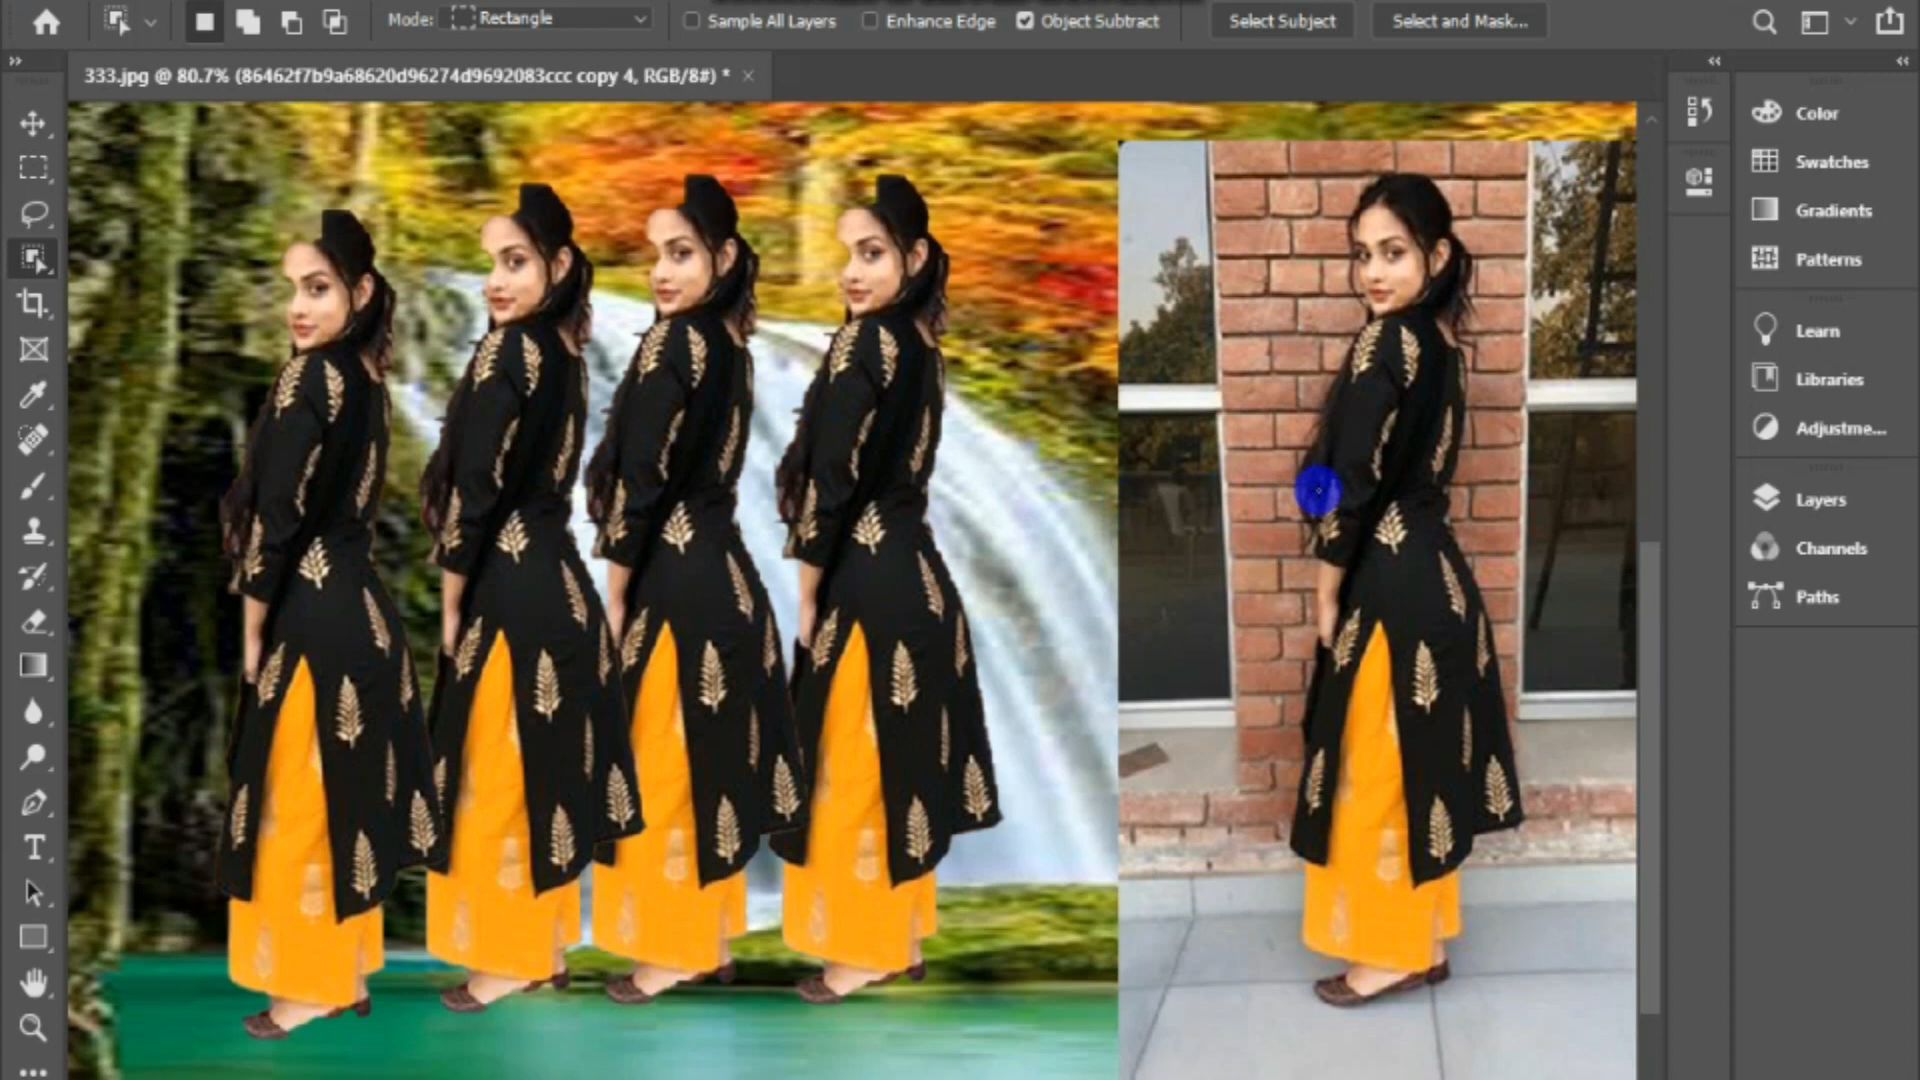 Mode: Rectangle Sample All Layers Enhance Edge Object Subtract Select Subject Select and Mask...
333.jpg @ 80.7% (86462f7b9a68620d96274d9692083ccc copy 4, RGB/8#) *
Color
Swatches
Gradients
Patterns
Learn
Libraries
Adjustme...
Layers
Channels
Paths
T